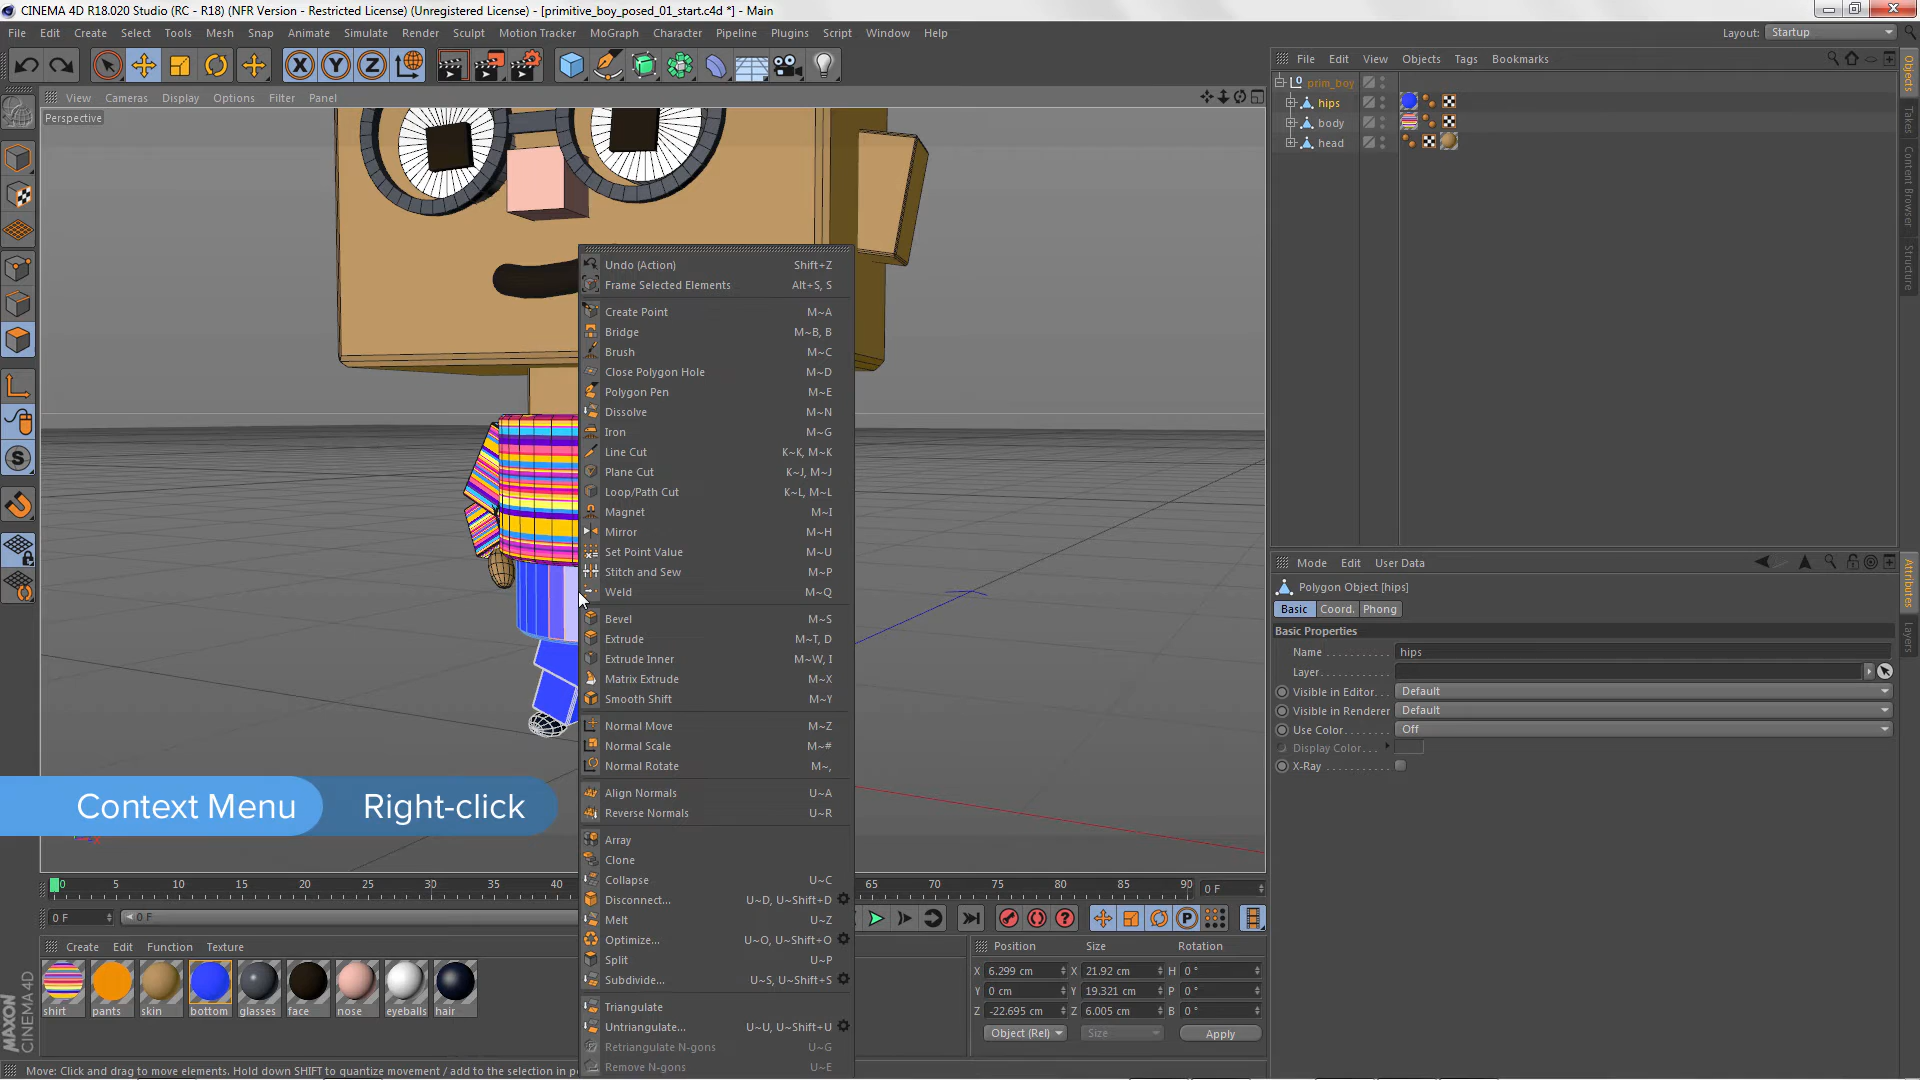 CINEMA 4D R18.020 Studio (RC - R18) (NFR Version - Restricted License) (Unregistered License) - [primitive_boy_posed_01_start.c4d *] - Main
File Edit Create Select Tools Mesh Snap Animate Simulate Render Sculpt Motion Tracker MoGraph Character Pipeline Plugins Script Window Help
Layout: Startup
View Cameras Display Options Filter Panel
Perspective
File Edit View Objects Tags Bookmarks
prim_boy
hips
body
head
Objects
Takes
Content Browser
Structure
Undo (Action) Shift+Z
Frame Selected Elements Alt+S, S
Create Point M~A
Bridge M~B, B
Brush M~C
Close Polygon Hole M~D
Polygon Pen M~E
Dissolve M~N
Iron M~G
Line Cut K~K, M~K
Plane Cut K~J, M~J
Loop/Path Cut K~L, M~L
Magnet M~I
Mirror M~H
Set Point Value M~U
Stitch and Sew M~P
Weld M~Q
Bevel M~S
Extrude M~T, D
Extrude Inner M~W, I
Matrix Extrude M~X
Smooth Shift M~Y
Normal Move M~Z
Normal Scale M~#
Normal Rotate M~,
Align Normals U~A
Reverse Normals U~R
Array
Clone
Collapse U~C
Disconnect... U~D, U~Shift+D
Melt U~Z
Optimize... U~O, U~Shift+O
Split U~P
Subdivide... U~S, U~Shift+S
Triangulate
Untriangulate... U~U, U~Shift+U
Retriangulate N-gons U~G
Remove N-gons U~E
Context Menu Right-click
Mode Edit User Data
Polygon Object [hips]
Basic Coord. Phong
Basic Properties
Name hips
Layer
Visible in Editor Default
Visible in Renderer Default
Use Color Off
Display Color
X-Ray
Attributes
Layers
0 5 10 15 20 25 30 35 40 65 70 75 80 85 90 0 F
0 F 0 F
Create Edit Function Texture
shirt pants skin bottom glasses face nose eyeballs hair
Position Size Rotation
X 6.299 cm X 21.92 cm H 0 °
Y 0 cm Y 19.321 cm P 0 °
Z -22.695 cm Z 6.005 cm B 0 °
Object (Rel) Size Apply
MAXON
CINEMA 4D
Move: Click and drag to move elements. Hold down SHIFT to quantize movement / add to the selection in p